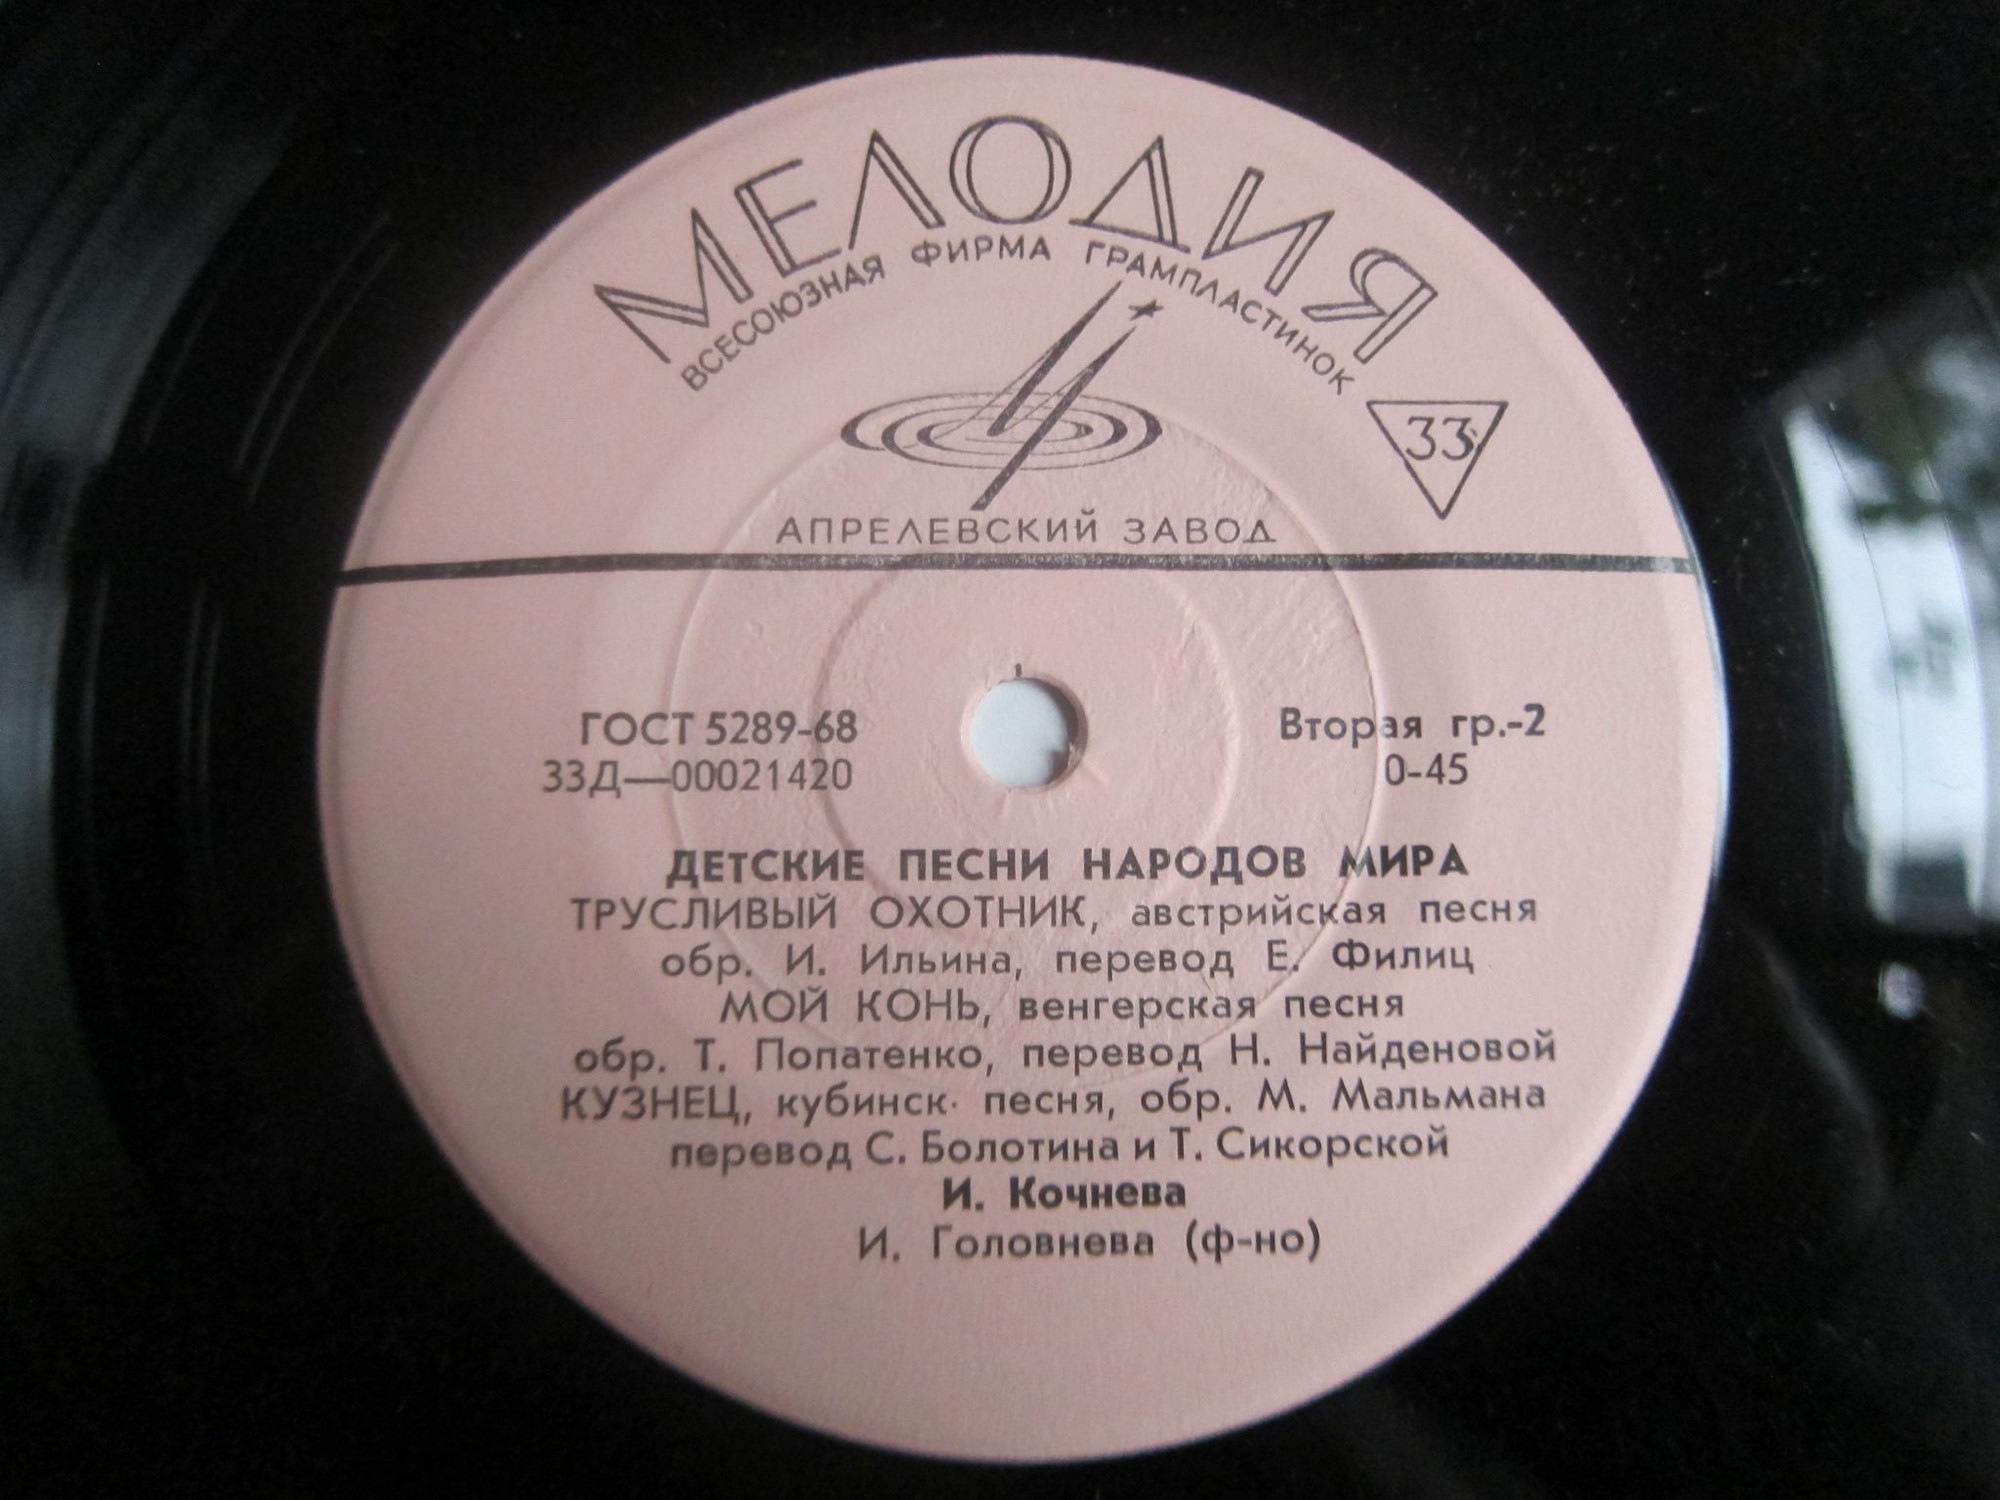 МЕЛОДИЯ
ВСЕСОЮЗНАЯ ФИРМА ГРАМПЛАСТИНОК
33
АПРЕЛЕВСКИЙ ЗАВОД
ГОСТ 5289-68 Вторая гр.-2
33Д—00021420 0-45
ДЕТСКИЕ ПЕСНИ НАРОДОВ МИРА
ТРУСЛИВЫЙ ОХОТНИК, австрийская песня
обр. И. Ильина, перевод Е. Филиц
МОЙ КОНЬ, венгерская песня
обр. Т. Попатенко, перевод Н. Найденовой
КУЗНЕЦ, кубинск. песня, обр. М. Мальмана
перевод С. Болотина и Т. Сикорской
И. Кочнева
И. Головнева (ф-но)